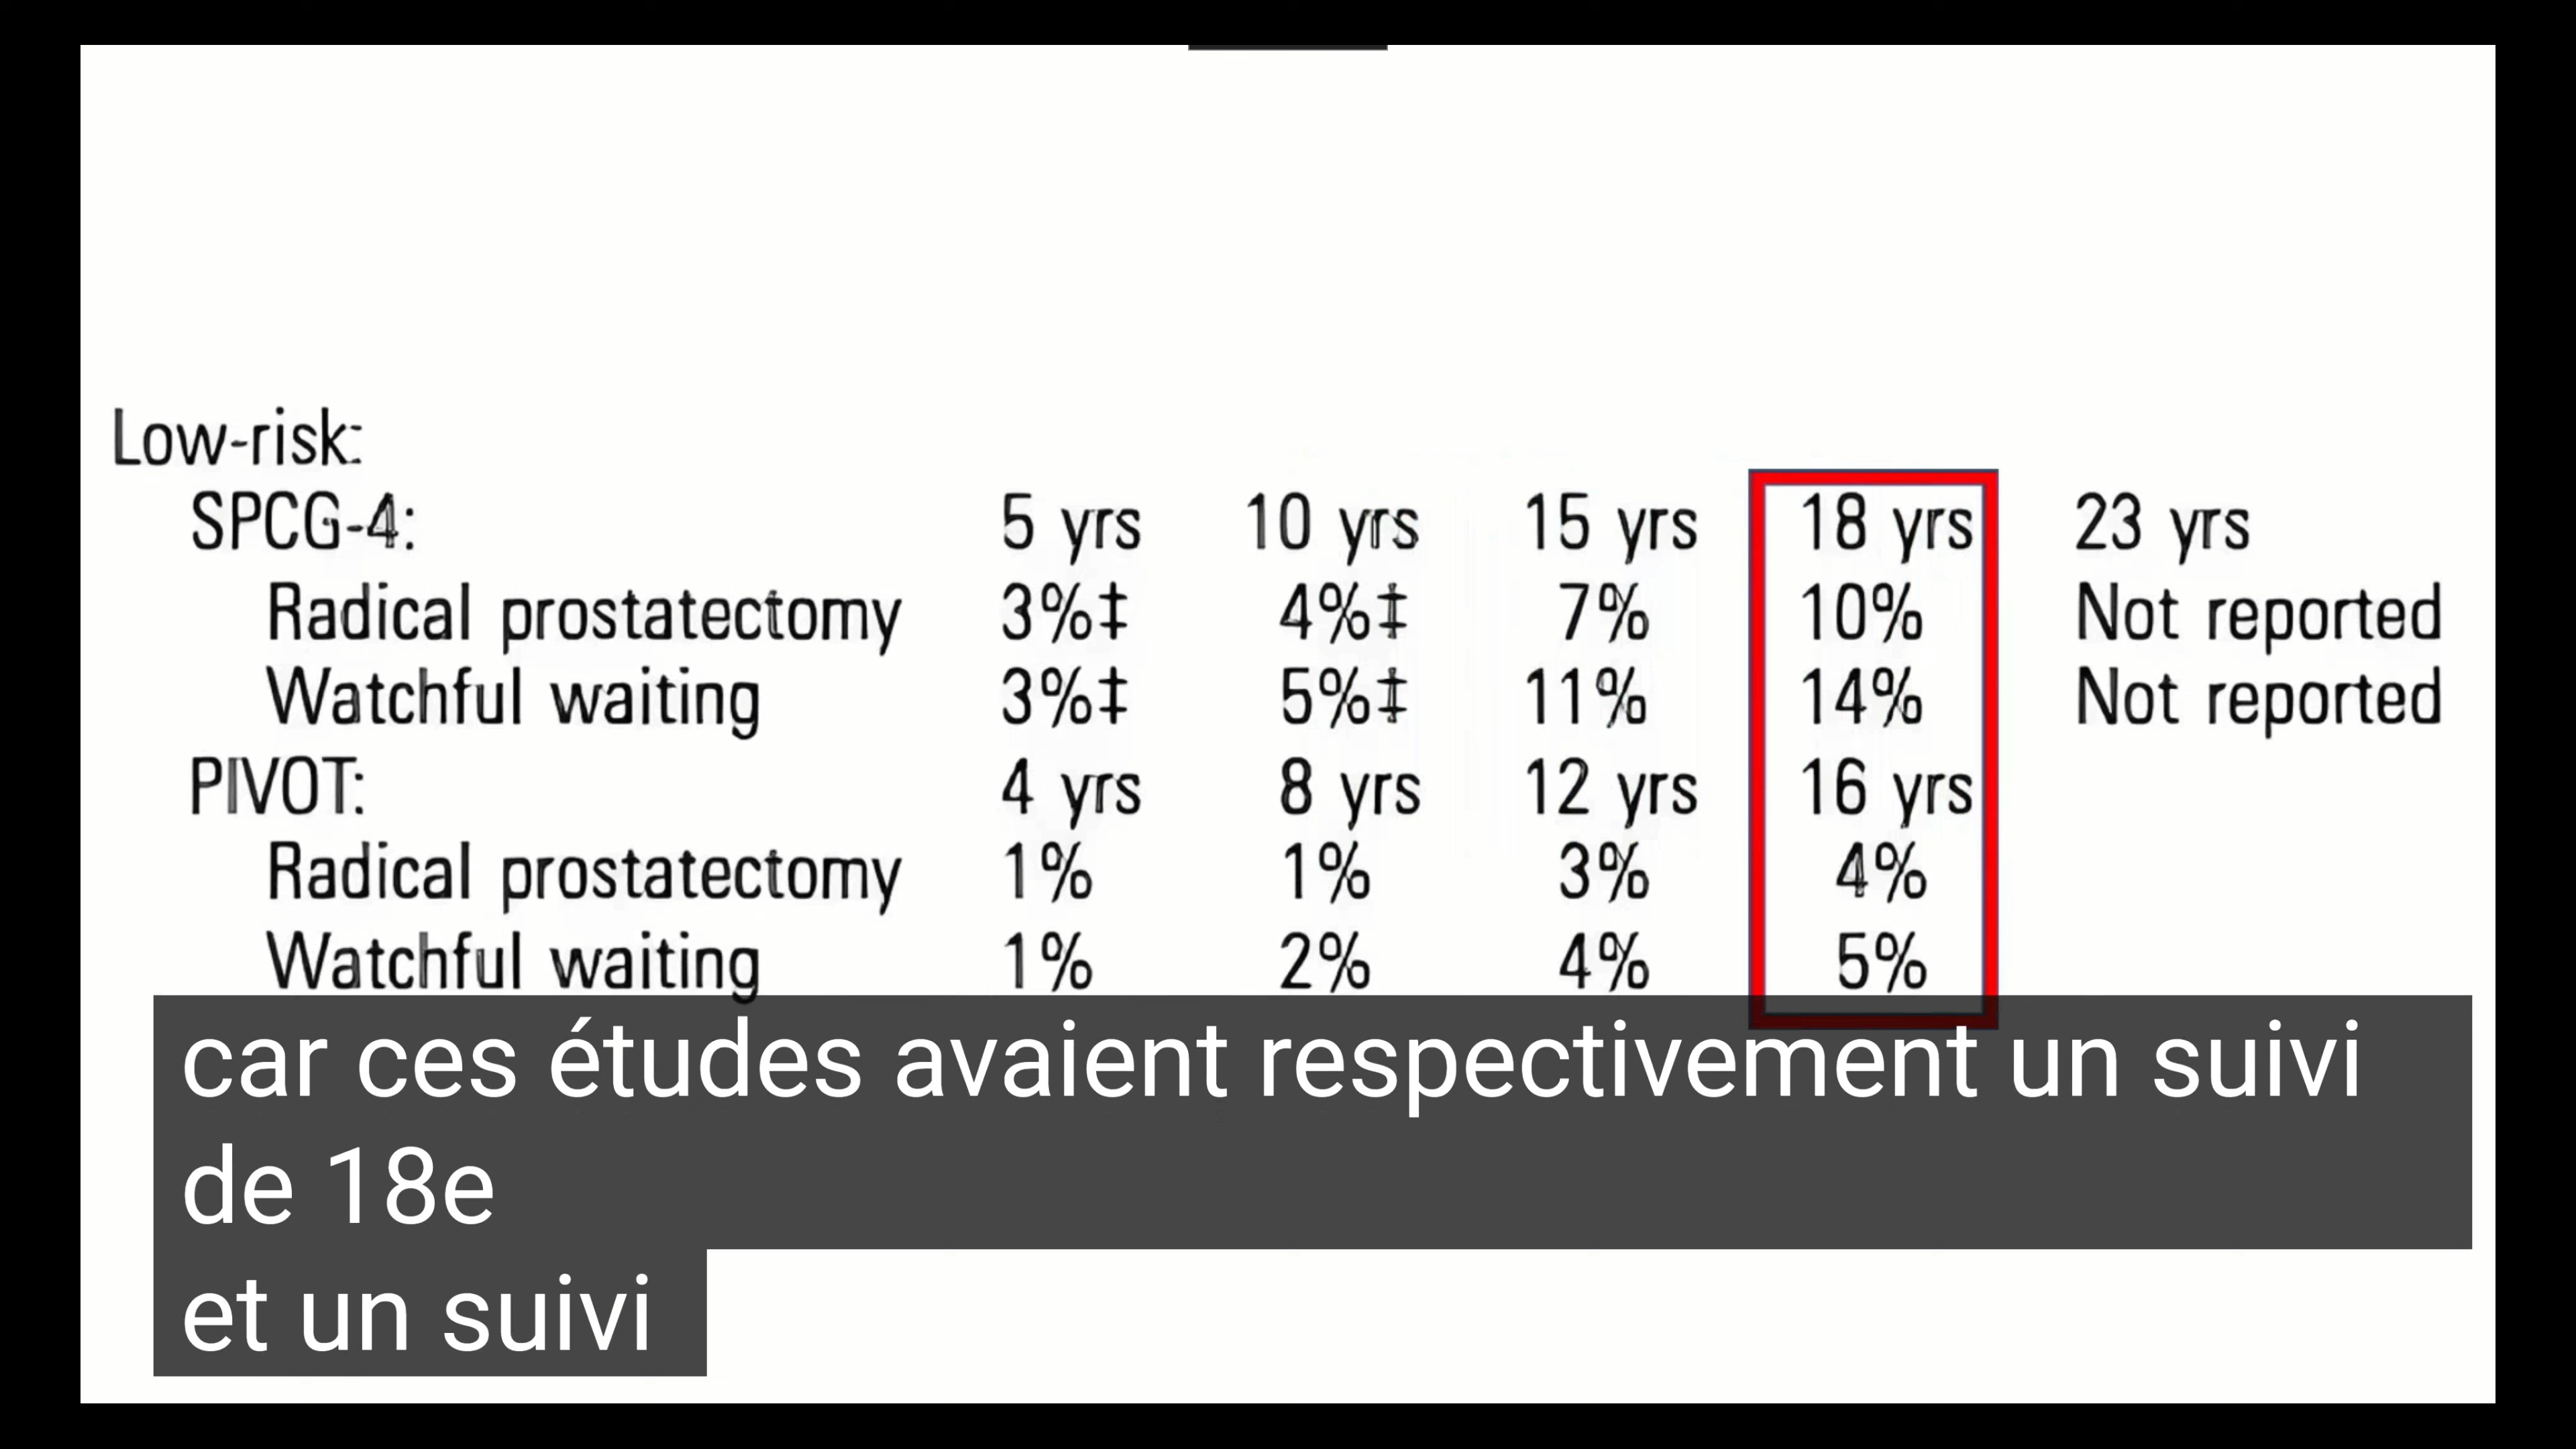 Low-risk:
SPCG-4: 5 yrs 10 yrs 15 yrs 18 yrs 23 yrs
Radical prostatectomy 3%‡ 4%‡ 7% 10% Not reported
Watchful waiting 3%‡ 5%‡ 11% 14% Not reported
PIVOT: 4 yrs 8 yrs 12 yrs 16 yrs
Radical prostatectomy 1% 1% 3% 4%
Watchful waiting 1% 2% 4% 5%
car ces études avaient respectivement un suivi
de 18e
et un suivi